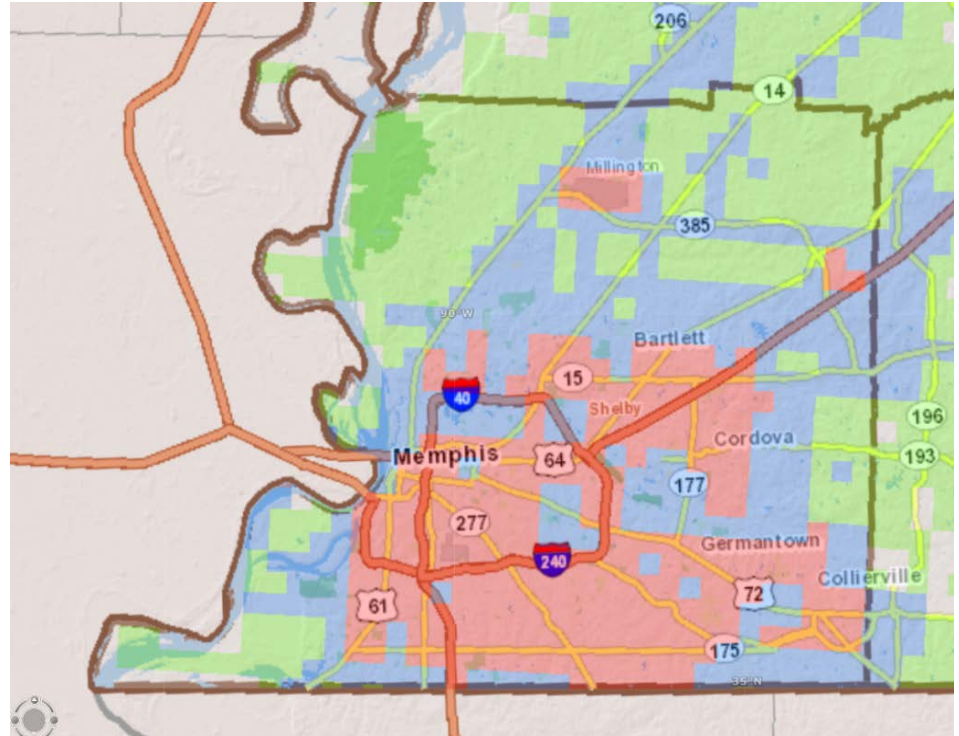 206
14
Millington
385
90°W
Bartlett
15
40
Shelby
196
Memphis
64
Cordova
193
177
277
Germantown
240
Collierville
61
72
175
35°N